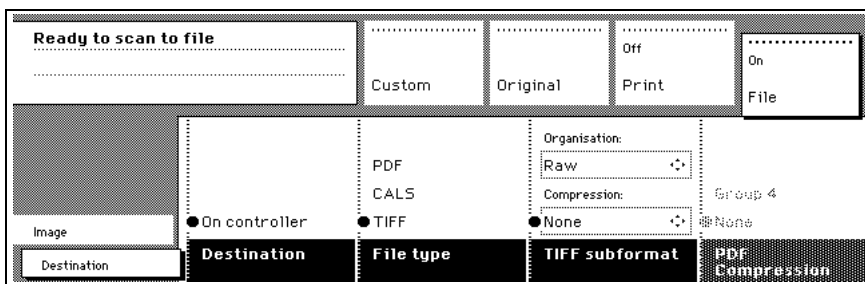 Ready to scan to file
Custom
Original
Off
Print
On
File
Image
Destination
On controller
Destination
PDF
CALS
TIFF
File type
Organisation:
Raw
Compression:
None
TIFF subformat
Group 4
None
PDF
Compression